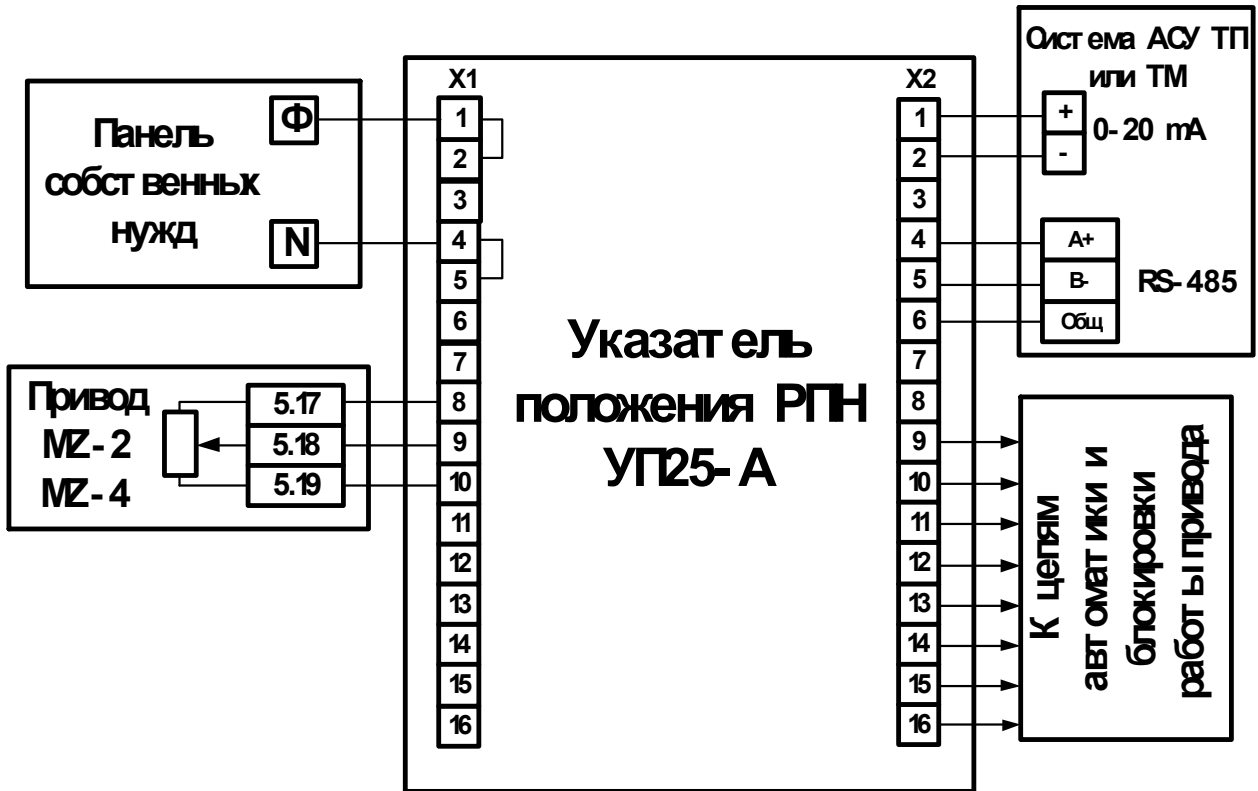 Панель
собственных
нужд
Ф
N
Привод
MZ-2
MZ-4
5.17
5.18
5.19
X1
1
2
3
4
5
6
7
8
9
10
11
12
13
14
15
16
Указатель
положения РПН
УП25-А
X2
1
2
3
4
5
6
7
8
9
10
11
12
13
14
15
16
Система АСУ ТП
или ТМ
+
-
0-20 mA
A+
B-
Общ
RS-485
К цепям
автоматики и
блокировки
работы привода